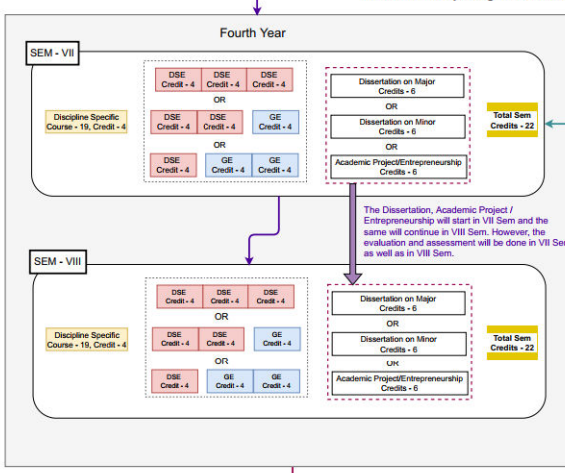 Fourth Year
SEM - VII
Discipline Specific
Course - 19, Credit - 4
DSE
Credit - 4
DSE
Credit - 4
DSE
Credit - 4
OR
DSE
Credit - 4
DSE
Credit - 4
GE
Credit - 4
OR
DSE
Credit - 4
GE
Credit - 4
GE
Credit - 4
Dissertation on Major
Credits - 6
OR
Dissertation on Minor
Credits - 6
OR
Academic Project/Entrepreneurship
Credits - 6
Total Sem
Credits - 22
The Dissertation, Academic Project /
Entrepreneurship will start in VII Sem and the
same will continue in VIII Sem. However, the
evaluation and assessment will be done in VII Sem
as well as in VIII Sem.
SEM - VIII
Discipline Specific
Course - 19, Credit - 4
DSE
Credit - 4
DSE
Credit - 4
DSE
Credit - 4
OR
DSE
Credit - 4
DSE
Credit - 4
GE
Credit - 4
OR
DSE
Credit - 4
GE
Credit - 4
GE
Credit - 4
Dissertation on Major
Credits - 6
OR
Dissertation on Minor
Credits - 6
OR
Academic Project/Entrepreneurship
Credits - 6
Total Sem
Credits - 22